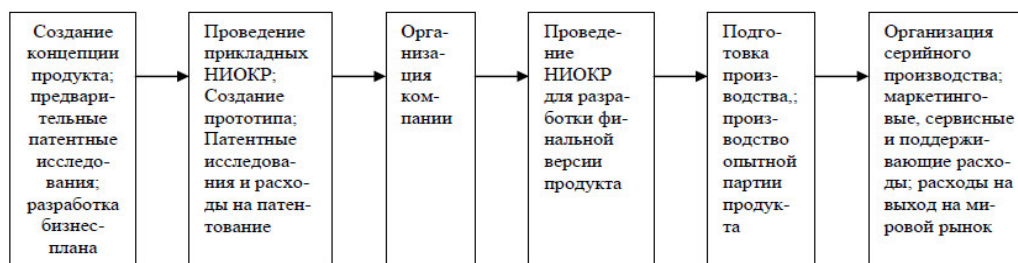 Создание
концепции
продукта;
предвари-
тельные
патентные
исследо-
вания;
разработка
бизнес-
плана
Проведение
прикладных
НИОКР;
Создание
прототипа;
Патентные
исследова-
ния и расхо-
ды на патен-
тование
Орга-
низа-
ция
ком-
пании
Проведе-
ние
НИОКР
для разра-
ботки фи-
нальной
версии
продукта
Подго-
товка
произ-
водства,;
произ-
водство
опытной
партии
продук-
та
Организация
серийного
производства;
маркетинго-
вые, сервисные
и поддержи-
вающие расхо-
ды; расходы на
выход на ми-
ровой рынок